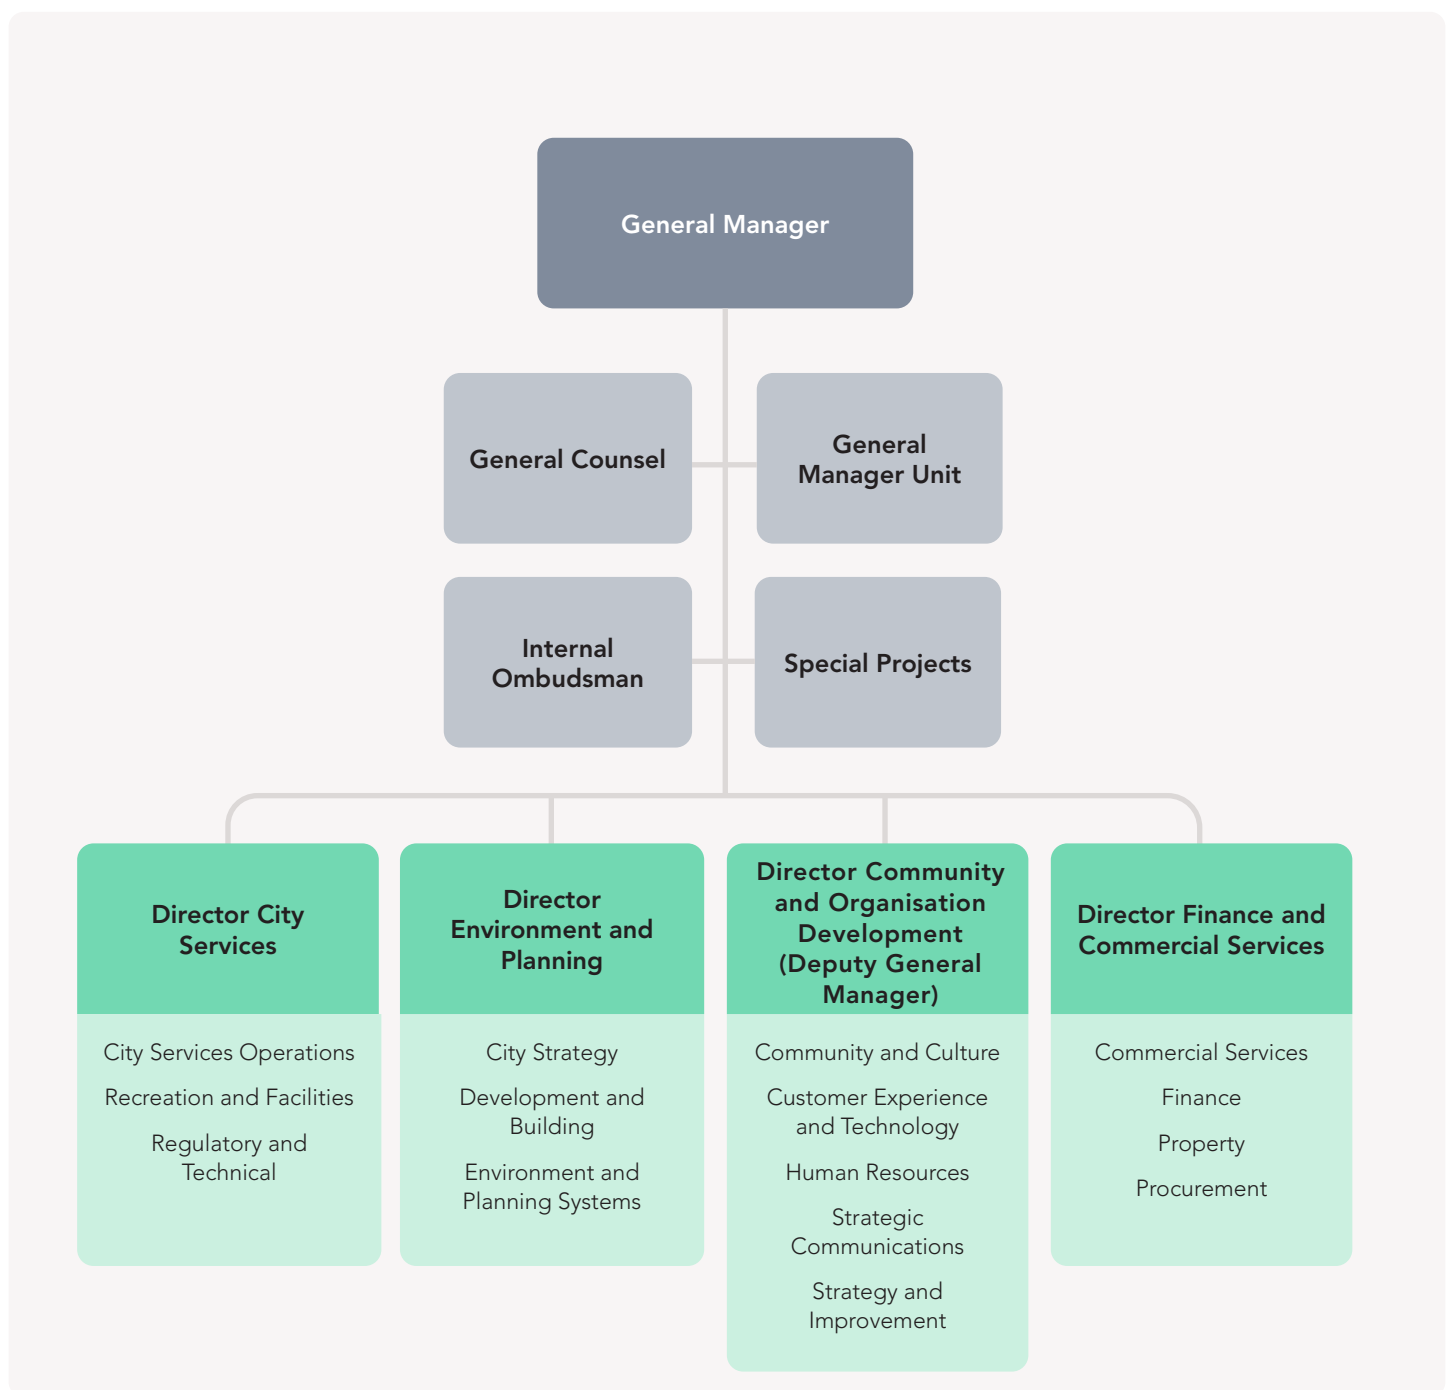 General Manager
General Counsel
General
Manager Unit
Internal
Ombudsman
Special Projects
Director City
Services
City Services Operations
Recreation and Facilities
Regulatory and
Technical
Director
Environment and
Planning
City Strategy
Development and
Building
Environment and
Planning Systems
Director Community
and Organisation
Development
(Deputy General
Manager)
Community and Culture
Customer Experience
and Technology
Human Resources
Strategic
Communications
Strategy and
Improvement
Director Finance and
Commercial Services
Commercial Services
Finance
Property
Procurement